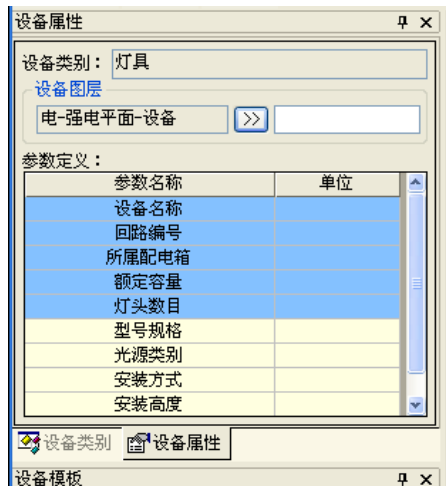 设备属性
设备类别： 灯具
设备图层
电-强电平面-设备 >>
参数定义：
参数名称 单位
设备名称
回路编号
所属配电箱
额定容量
灯头数目
型号规格
光源类别
安装方式
安装高度
设备类别 设备属性
设备模板